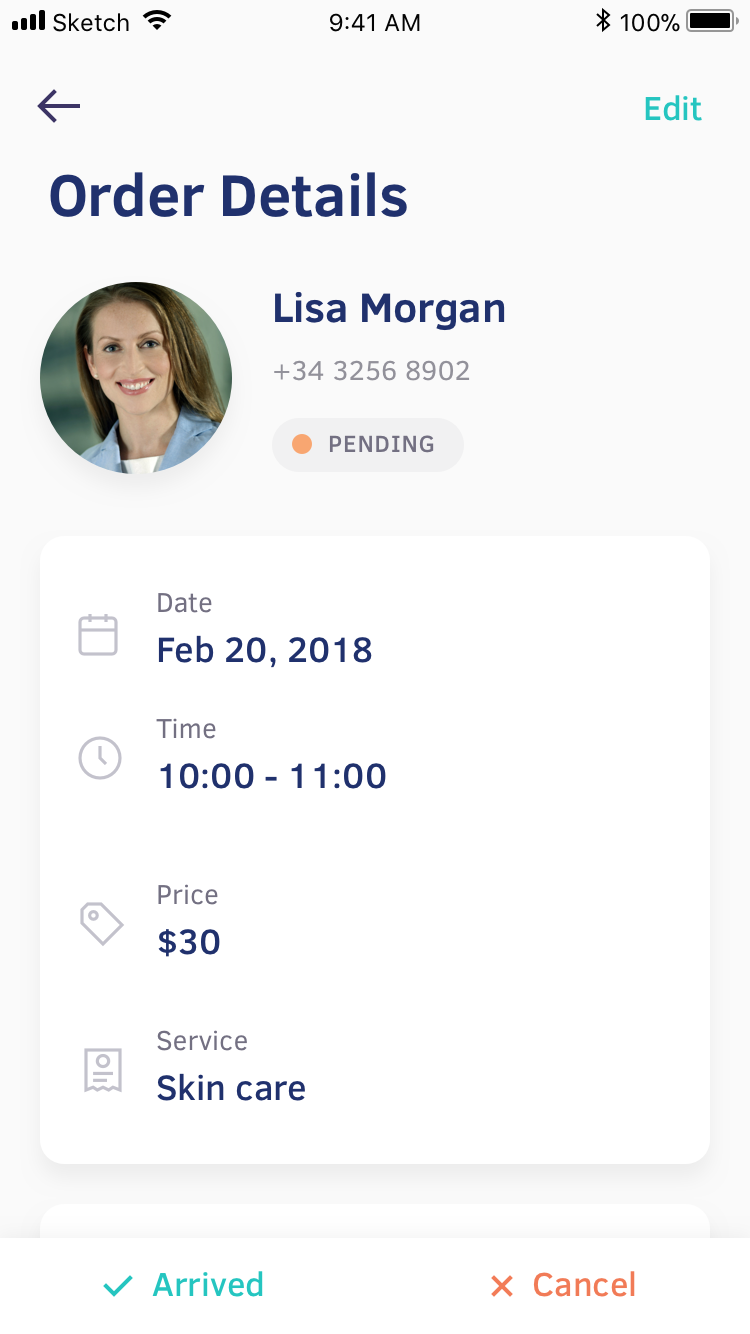 Sketch 9:41 AM 100%
Edit
Order Details
Lisa Morgan
+34 3256 8902
PENDING
Date
Feb 20, 2018
Time
10:00 - 11:00
Price
$30
Service
Skin care
Arrived Cancel